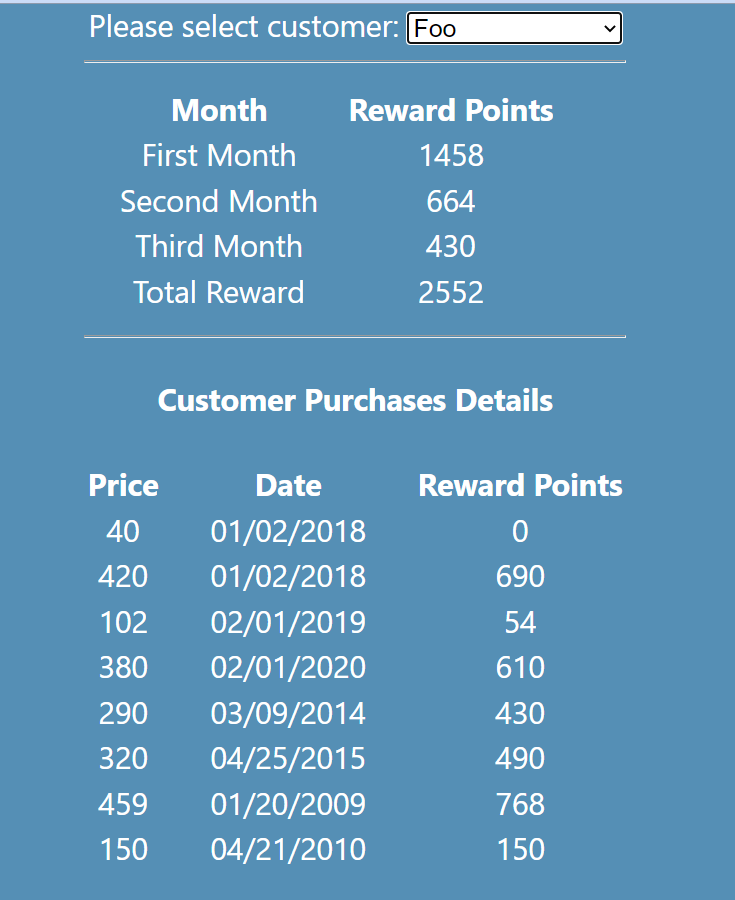 Please select customer: Foo
Month Reward Points
First Month 1458
Second Month 664
Third Month 430
Total Reward 2552
Customer Purchases Details
Price Date Reward Points
40 01/02/2018 0
420 01/02/2018 690
102 02/01/2019 54
380 02/01/2020 610
290 03/09/2014 430
320 04/25/2015 490
459 01/20/2009 768
150 04/21/2010 150